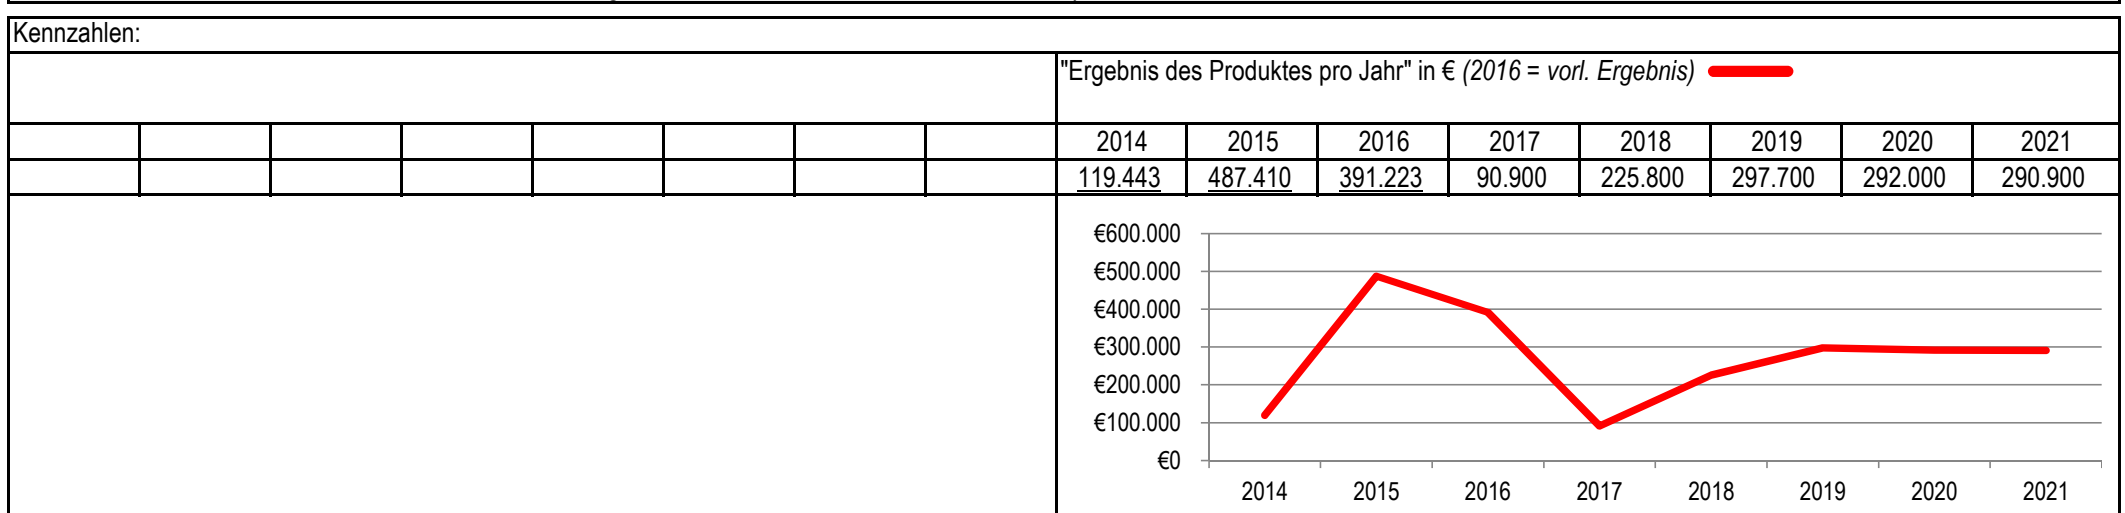 Kennzahlen:
"Ergebnis des Produktes pro Jahr" in € (2016 = vorl. Ergebnis)
2014 2015 2016 2017 2018 2019 2020 2021
119.443 487.410 391.223 90.900 225.800 297.700 292.000 290.900
€600.000
€500.000
€400.000
€300.000
€200.000
€100.000
€0
2014 2015 2016 2017 2018 2019 2020 2021